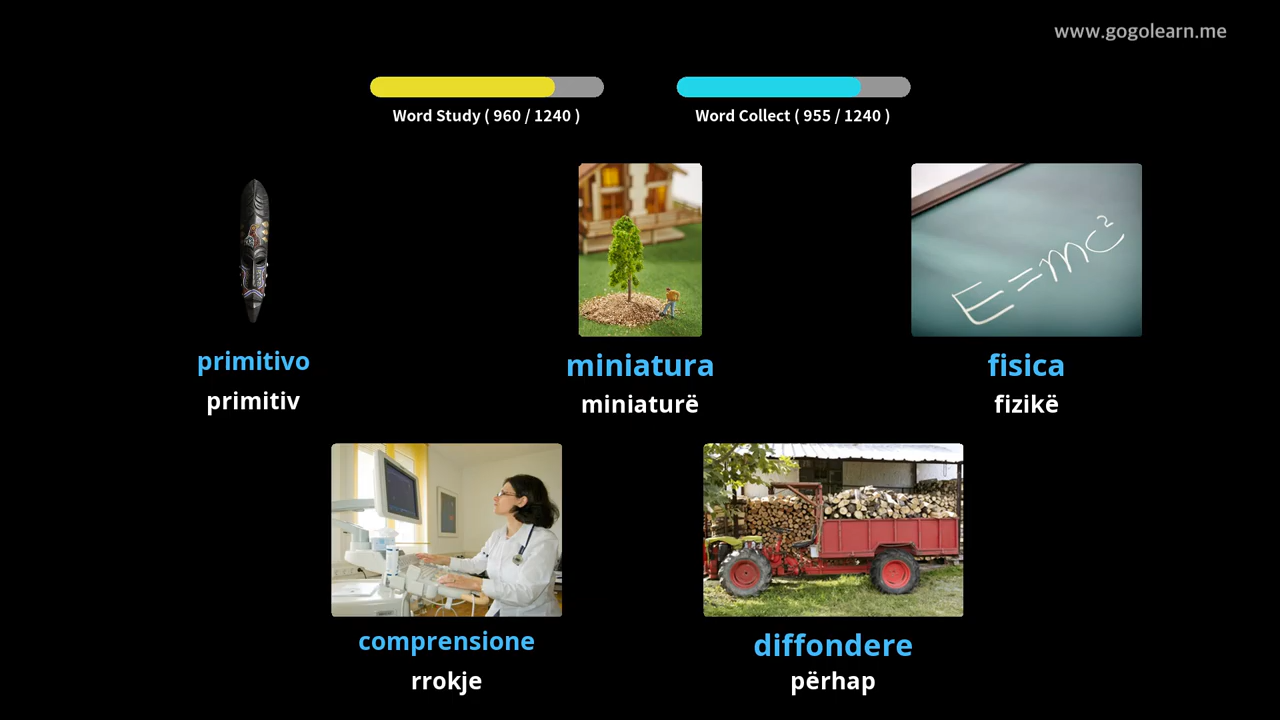 www.gogolearn.me
Word Study ( 960 / 1240 )
Word Collect ( 955 / 1240 )
E=mc²
primitivo
primitiv
miniatura
miniaturë
fisica
fizikë
comprensione
rrokje
diffondere
përhap